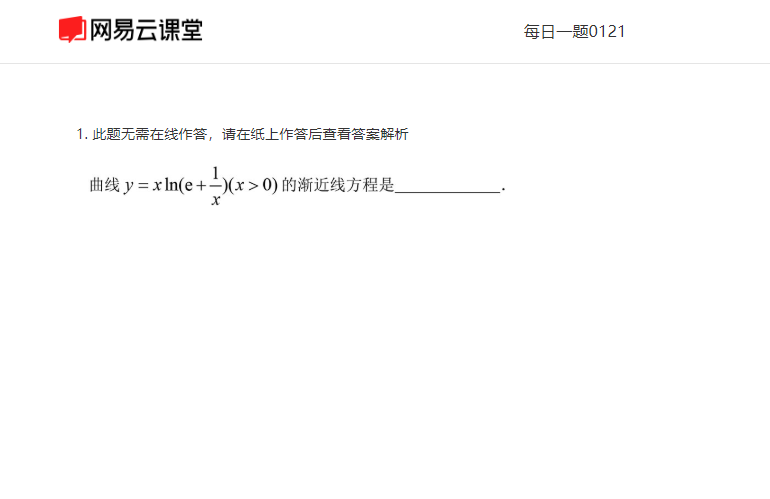 网易云课堂
每日一题0121
1. 此题无需在线作答，请在纸上作答后查看答案解析
曲线 y = x ln(e + 1/x)(x > 0) 的渐近线方程是____________.